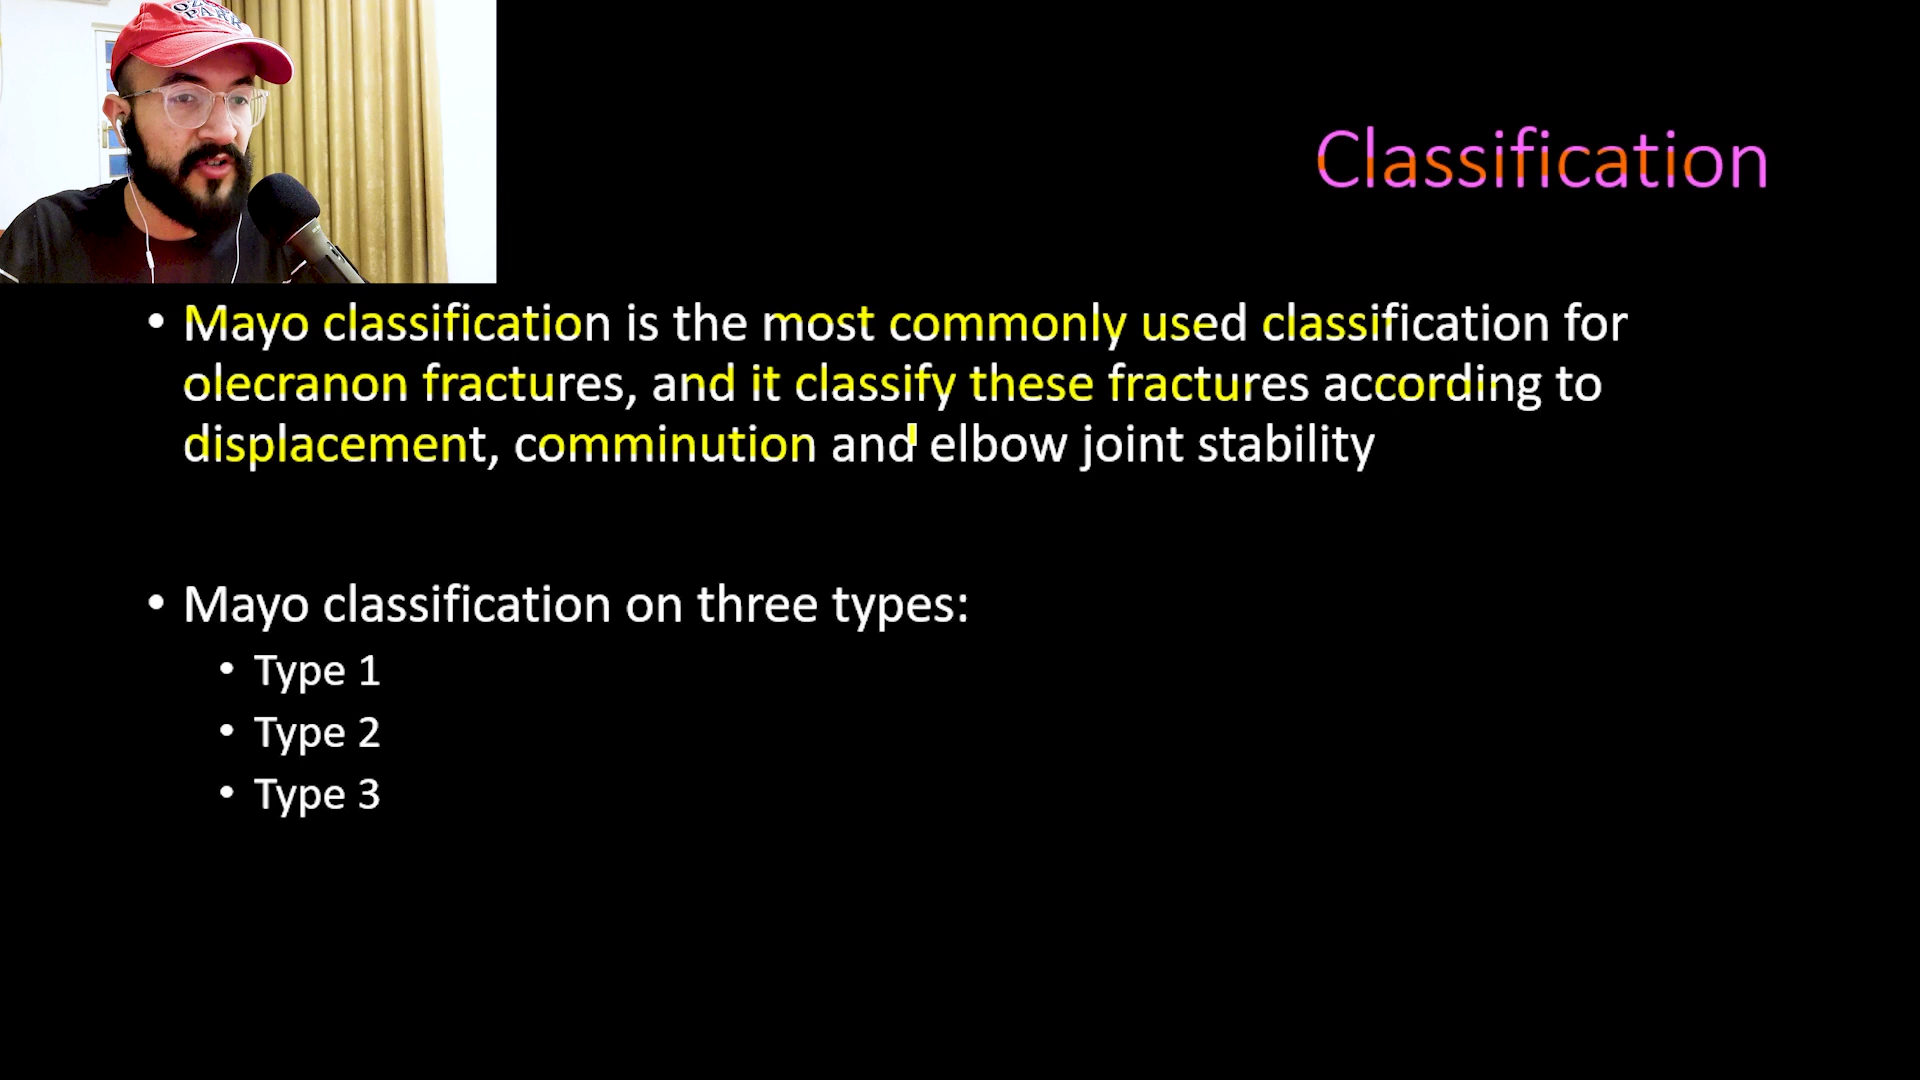 Classification
• Mayo classification is the most commonly used classification for
olecranon fractures, and it classify these fractures according to
displacement, comminution and elbow joint stability
• Mayo classification on three types:
• Type 1
• Type 2
• Type 3